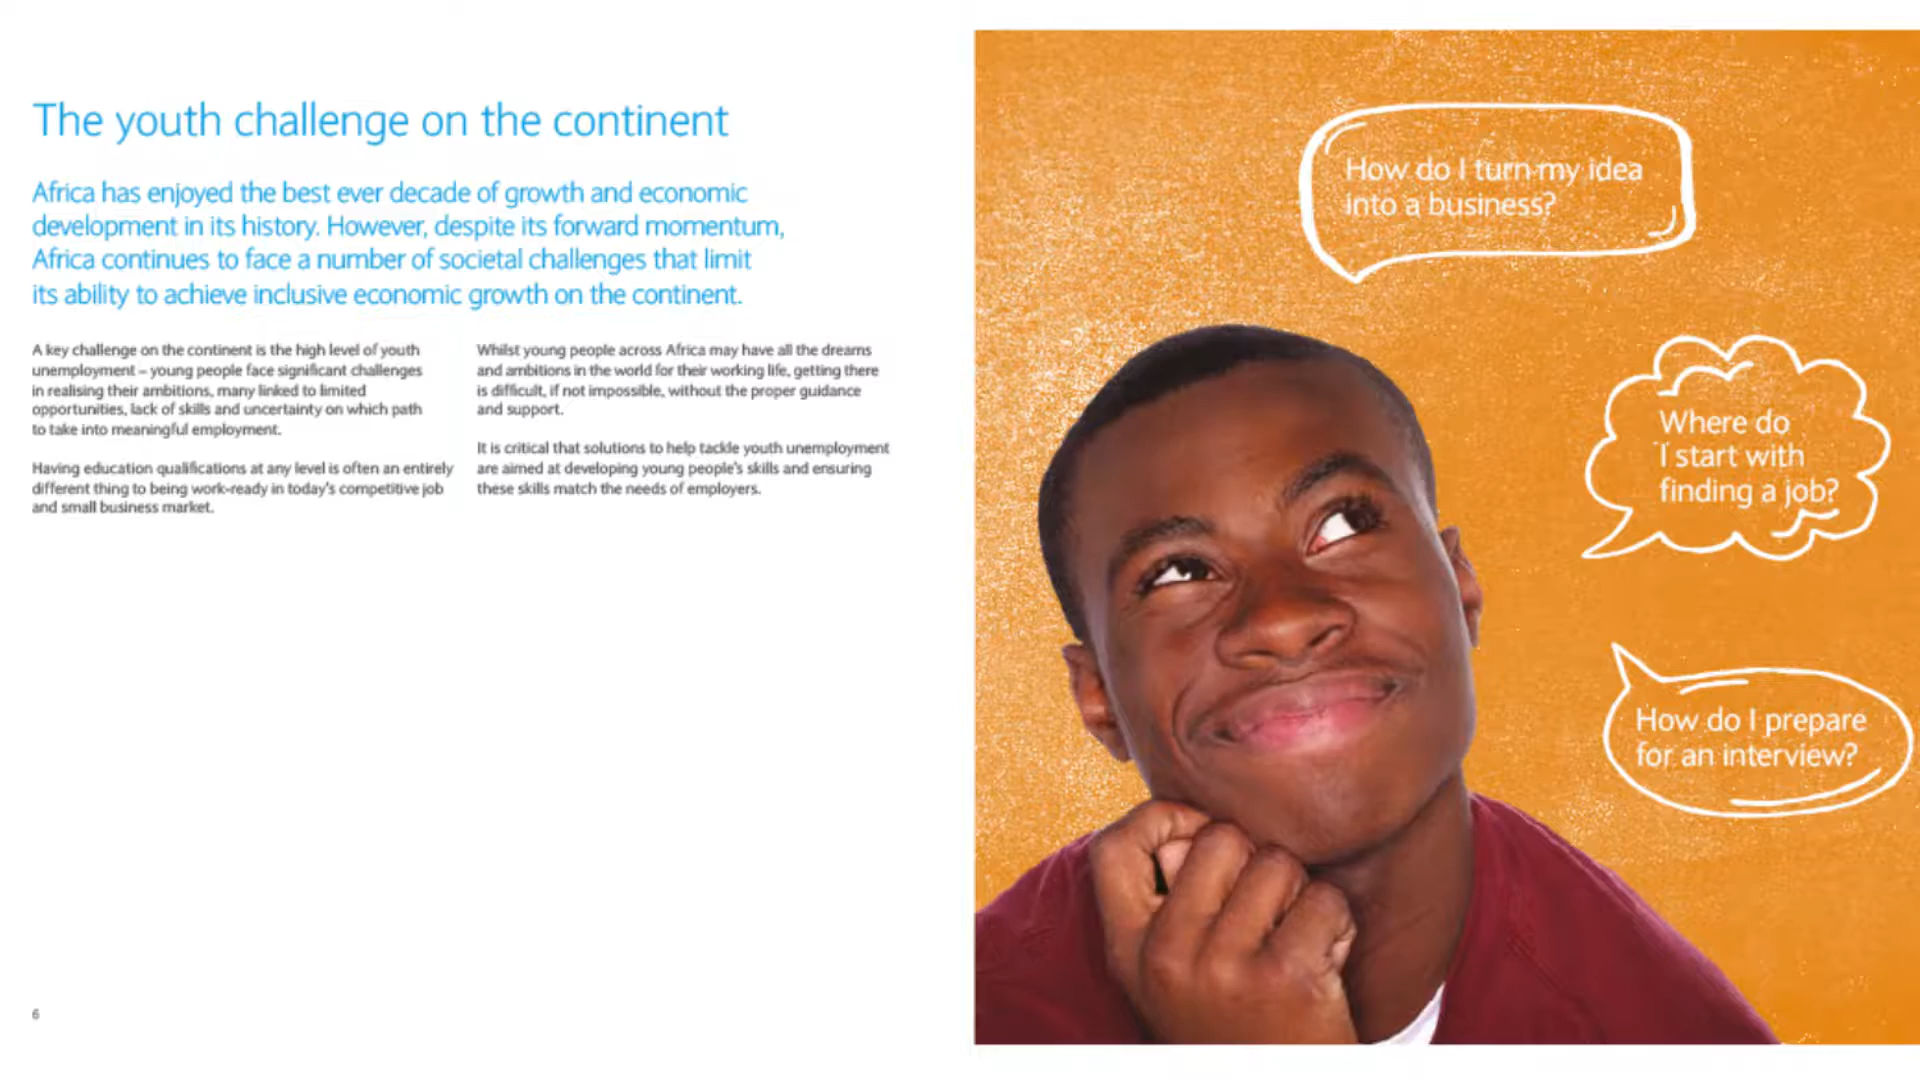 The youth challenge on the continent
Africa has enjoyed the best ever decade of growth and economic
development in its history. However, despite its forward momentum,
Africa continues to face a number of societal challenges that limit
its ability to achieve inclusive economic growth on the continent.
A key challenge on the continent is the high level of youth
unemployment – young people face significant challenges
in realising their ambitions, many linked to limited
opportunities, lack of skills and uncertainty on which path
to take into meaningful employment.
Having education qualifications at any level is often an entirely
different thing to being work-ready in today's competitive job
and small business market.
Whilst young people across Africa may have all the dreams
and ambitions in the world for their working life, getting there
is difficult, if not impossible, without the proper guidance
and support.
It is critical that solutions to help tackle youth unemployment
are aimed at developing young people's skills and ensuring
these skills match the needs of employers.
6
How do I turn my idea
into a business?
Where do
I start with
finding a job?
How do I prepare
for an interview?